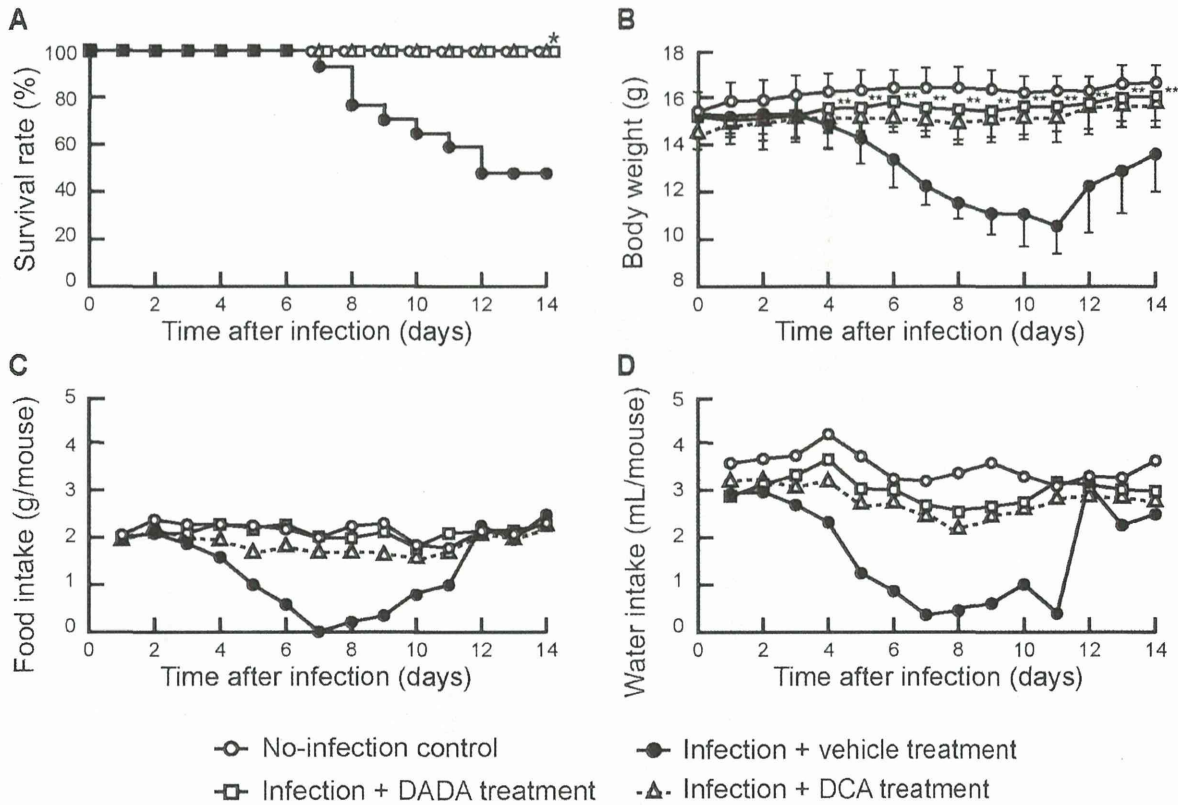 A
Survival rate (%)
100
80
60
40
20
0
0 2 4 6 8 10 12 14
Time after infection (days)
*
B
Body weight (g)
18
16
14
12
10
8
0 2 4 6 8 10 12 14
Time after infection (days)
** ** ** ** ** ** ** ** ** ** **
C
Food intake (g/mouse)
5
4
3
2
1
0
0 2 4 6 8 10 12 14
Time after infection (days)
D
Water intake (mL/mouse)
5
4
3
2
1
0
0 2 4 6 8 10 12 14
Time after infection (days)
No-infection control
Infection + vehicle treatment
Infection + DADA treatment
Infection + DCA treatment